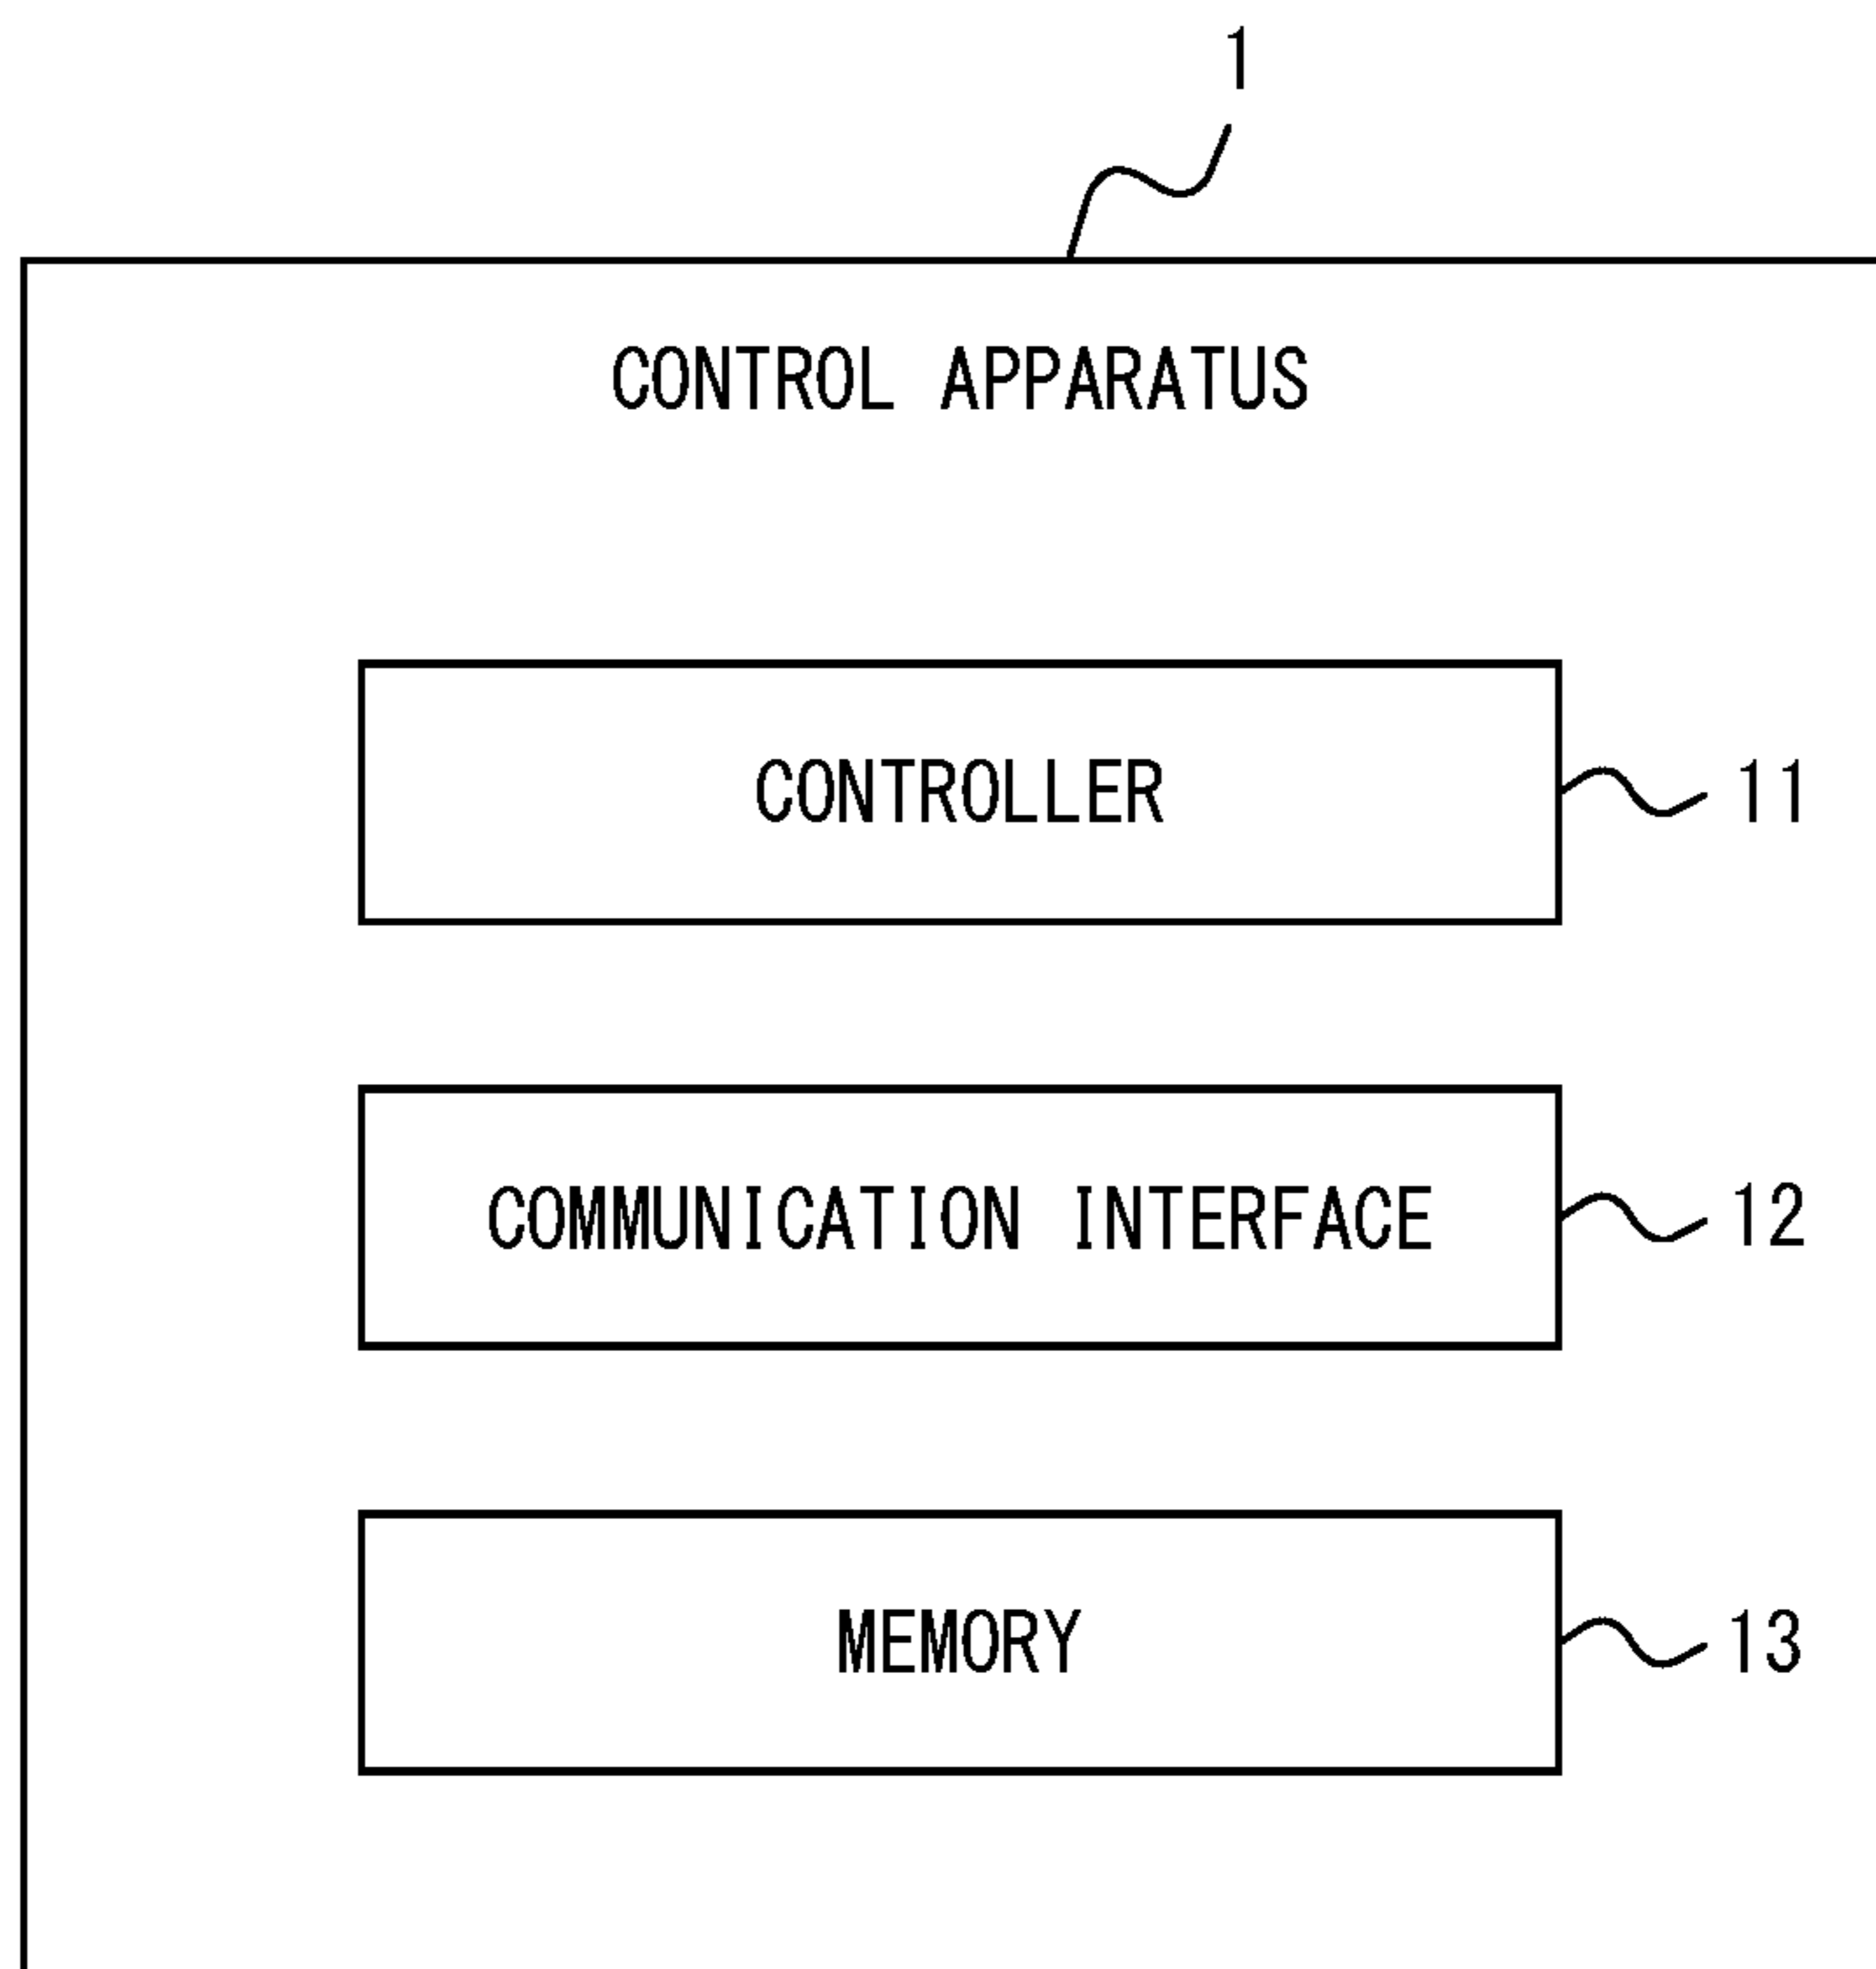 1
CONTROL APPARATUS
CONTROLLER
11
COMMUNICATION INTERFACE
12
MEMORY
13